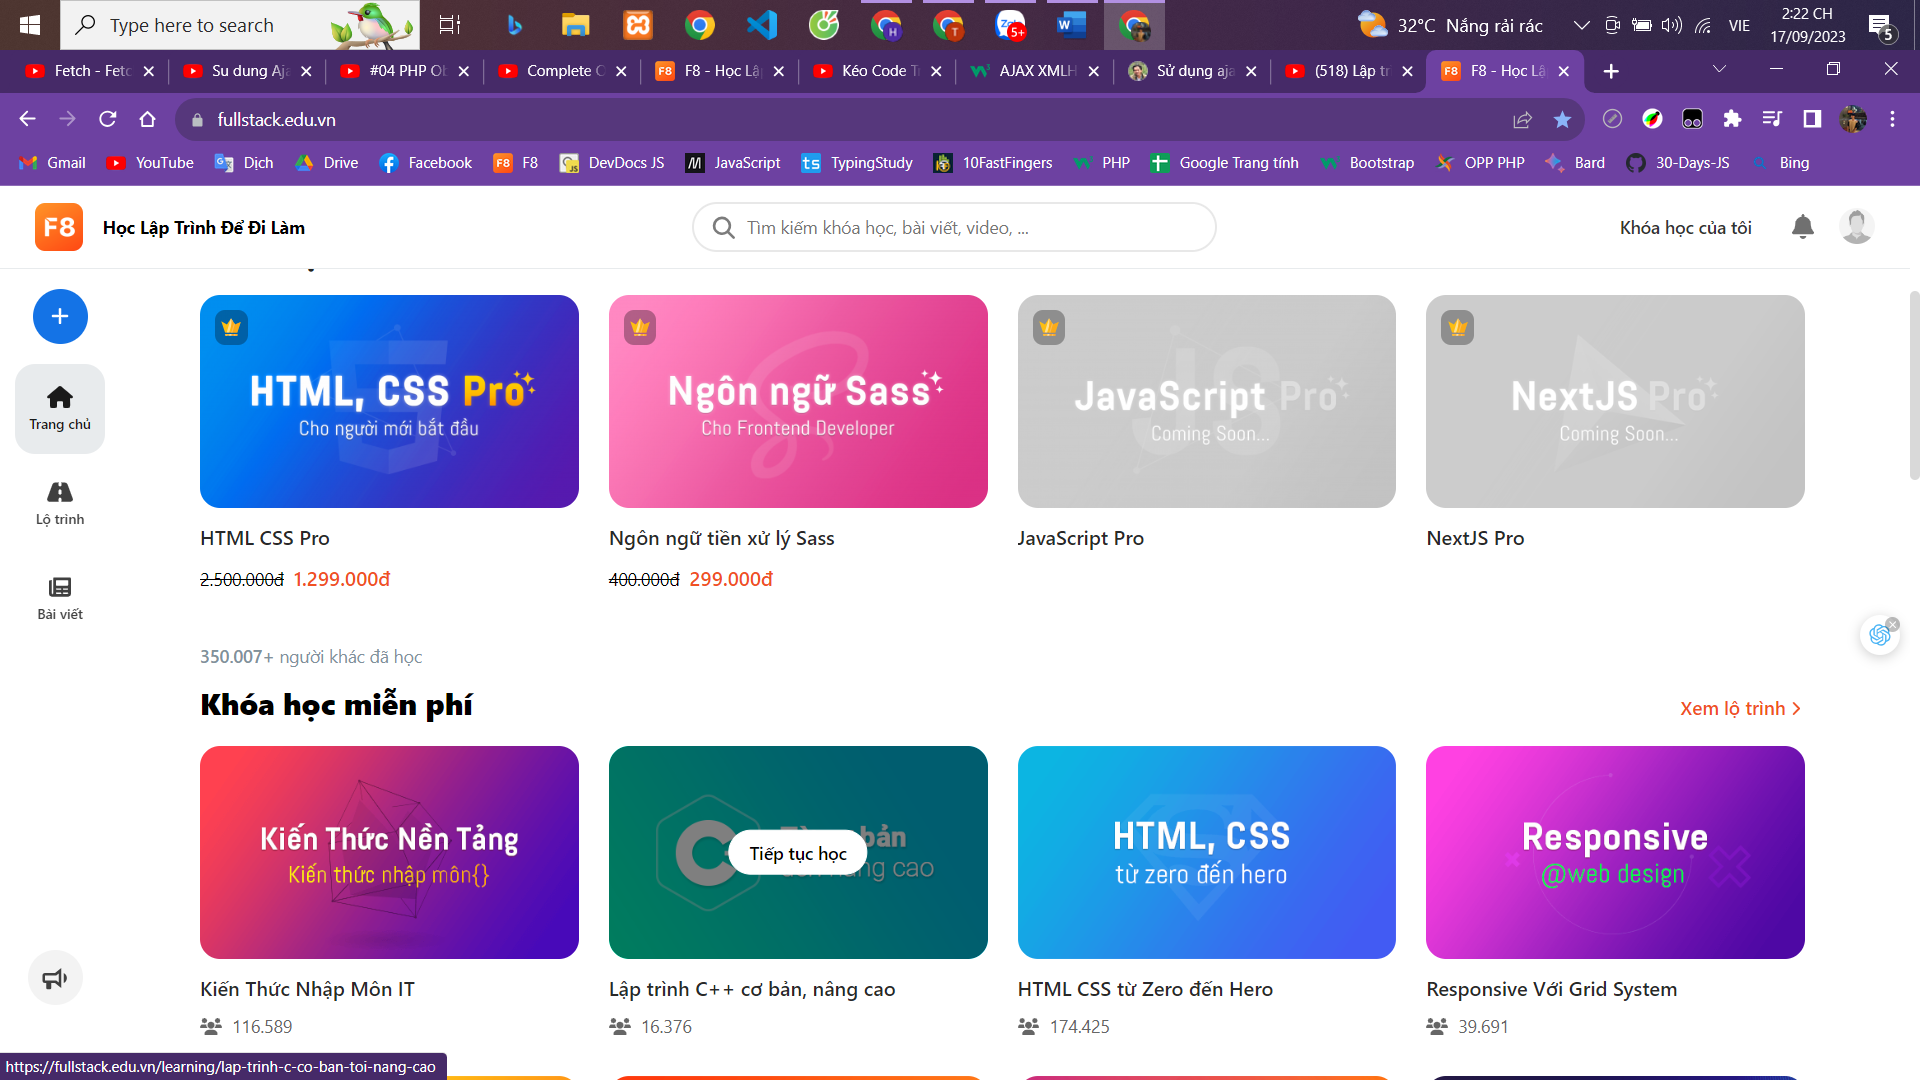 Type here to search
32°C Nắng rải rác
VIE
2:22 CH
17/09/2023
5
5+
Fetch - Fetc
Su dung Aja
#04 PHP Ob
Complete C
F8 - Học Lập
Kéo Code Ti
AJAX XMLH
Sử dụng aja
(518) Lập tr
F8 - Học Lậ
fullstack.edu.vn
Gmail
YouTube
Dịch
Drive
Facebook
F8
DevDocs JS
JavaScript
TypingStudy
10FastFingers
PHP
Google Trang tính
Bootstrap
OPP PHP
Bard
30-Days-JS
Bing
F8
Học Lập Trình Để Đi Làm
Tìm kiếm khóa học, bài viết, video, ...
Khóa học của tôi
Trang chủ
Lộ trình
Bài viết
HTML, CSS Pro
Cho người mới bắt đầu
Ngôn ngữ Sass
Cho Frontend Developer
JavaScript Pro
Coming Soon...
NextJS Pro
Coming Soon...
HTML CSS Pro
Ngôn ngữ tiền xử lý Sass
JavaScript Pro
NextJS Pro
2.500.000đ 1.299.000đ
400.000đ 299.000đ
350.007+ người khác đã học
Khóa học miễn phí
Xem lộ trình
Kiến Thức Nền Tảng
Kiến thức nhập môn{}
Tiếp tục học
bản
nâng cao
HTML, CSS
từ zero đến hero
Responsive
@web design
Kiến Thức Nhập Môn IT
Lập trình C++ cơ bản, nâng cao
HTML CSS từ Zero đến Hero
Responsive Với Grid System
116.589
16.376
174.425
39.691
https://fullstack.edu.vn/learning/lap-trinh-c-co-ban-toi-nang-cao